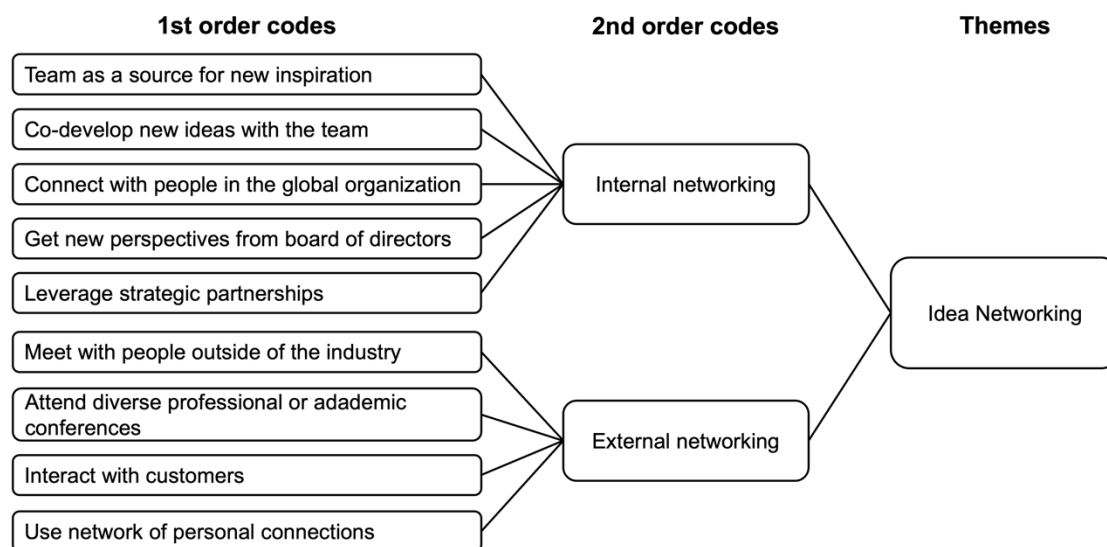 1st order codes
2nd order codes
Themes
Team as a source for new inspiration
Co-develop new ideas with the team
Connect with people in the global organization
Get new perspectives from board of directors
Leverage strategic partnerships
Meet with people outside of the industry
Attend diverse professional or adademic
conferences
Interact with customers
Use network of personal connections
Internal networking
External networking
Idea Networking